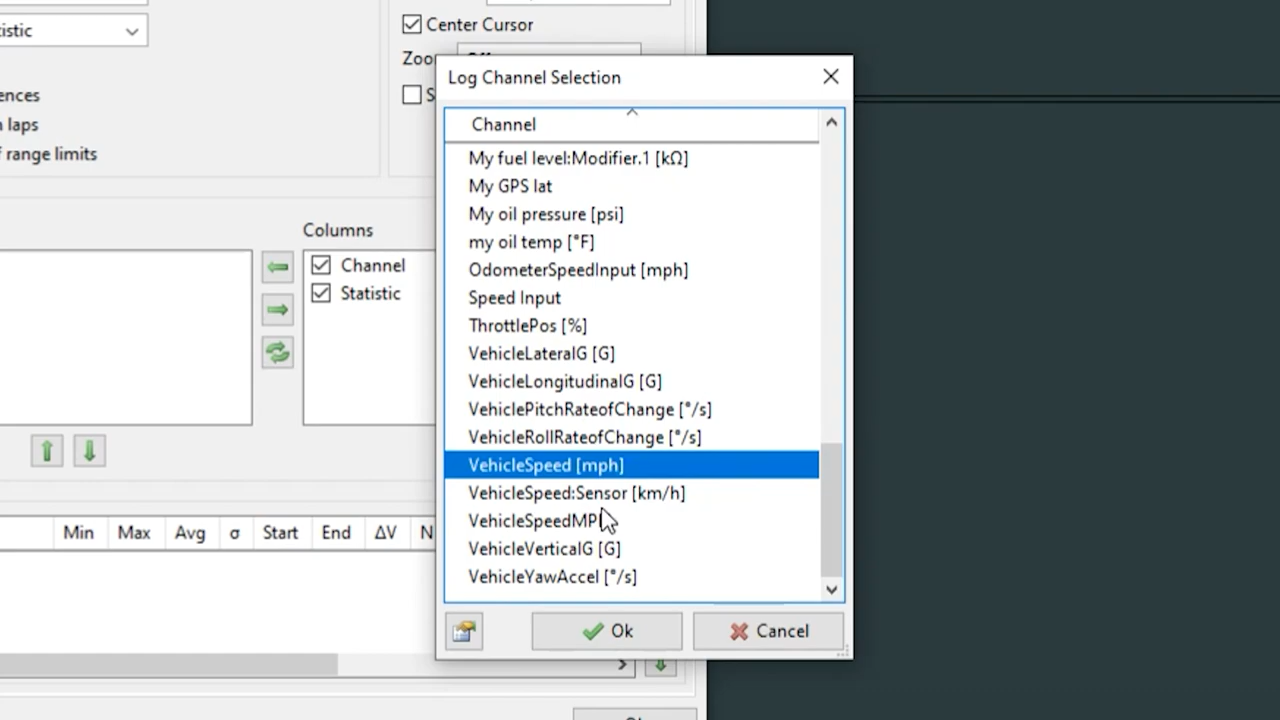 tistic
Center Cursor
ences
n laps
f range limits
Log Channel Selection
Channel
My fuel level:Modifier.1 [kΩ]
My GPS lat
My oil pressure [psi]
my oil temp [°F]
OdometerSpeedInput [mph]
Speed Input
ThrottlePos [%]
VehicleLateralG [G]
VehicleLongitudinalG [G]
VehiclePitchRateofChange [°/s]
VehicleRollRateofChange [°/s]
VehicleSpeed [mph]
VehicleSpeed:Sensor [km/h]
VehicleVerticalG [G]
VehicleYawAccel [°/s]
Ok
Cancel
Columns
Channel
Statistic
Min Max Avg σ Start End ΔV N